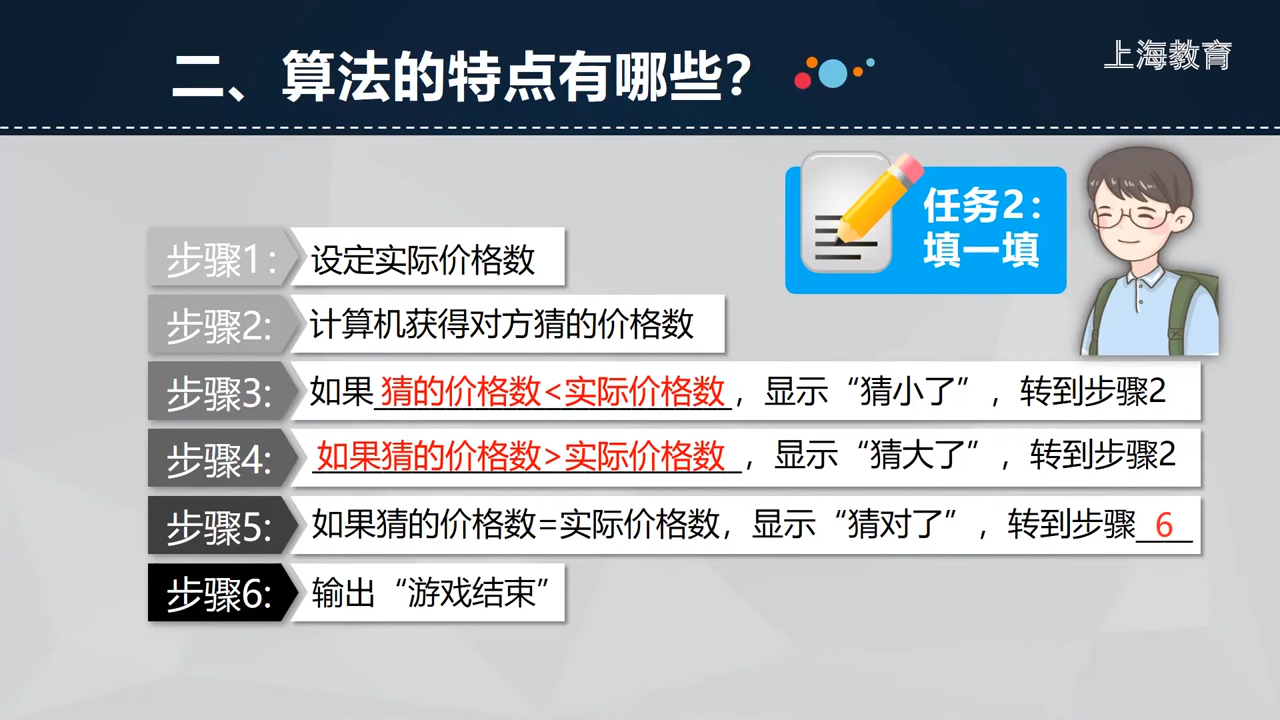 二、算法的特点有哪些？
上海教育
任务2：
填一填
步骤1： 设定实际价格数
步骤2： 计算机获得对方猜的价格数
步骤3： 如果猜的价格数<实际价格数，显示“猜小了”，转到步骤2
步骤4： 如果猜的价格数>实际价格数，显示“猜大了”，转到步骤2
步骤5： 如果猜的价格数=实际价格数，显示“猜对了”，转到步骤6
步骤6： 输出“游戏结束”